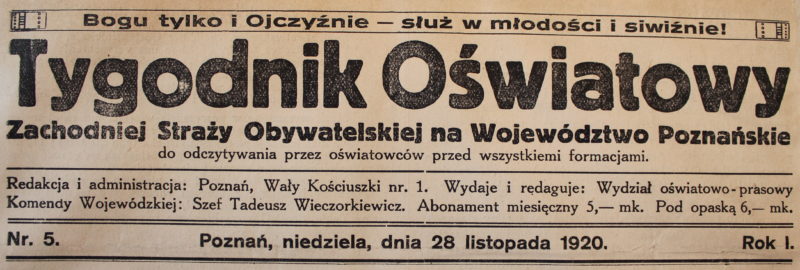 Bogu tylko i Ojczyźnie — służ w młodości i siwiźnie!
Tygodnik Oświatowy
Zachodniej Straży Obywatelskiej na Województwo Poznańskie
do odczytywania przez oświatowców przed wszystkiemi formacjami.
Redakcja i administracja: Poznań, Wały Kościuszki nr. 1. Wydaje i rędaguje: Wydział oświatowo-prasowy
Komendy Wojewódzkiej: Szef Tadeusz Wieczorkiewicz. Abonament miesięczny 5,— mk. Pod opaską 6,— mk.
Nr. 5. Poznań, niedziela, dnia 28 listopada 1920. Rok I.